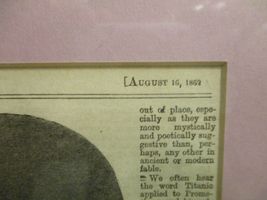 [AUGUST 16, 1862
out of place, espe-
cially as they are
more mystically
and poetically sug-
gestive than, per-
haps, any other in
ancient or modern
fable.
We often hear
the word Titanic
applied to Prome-